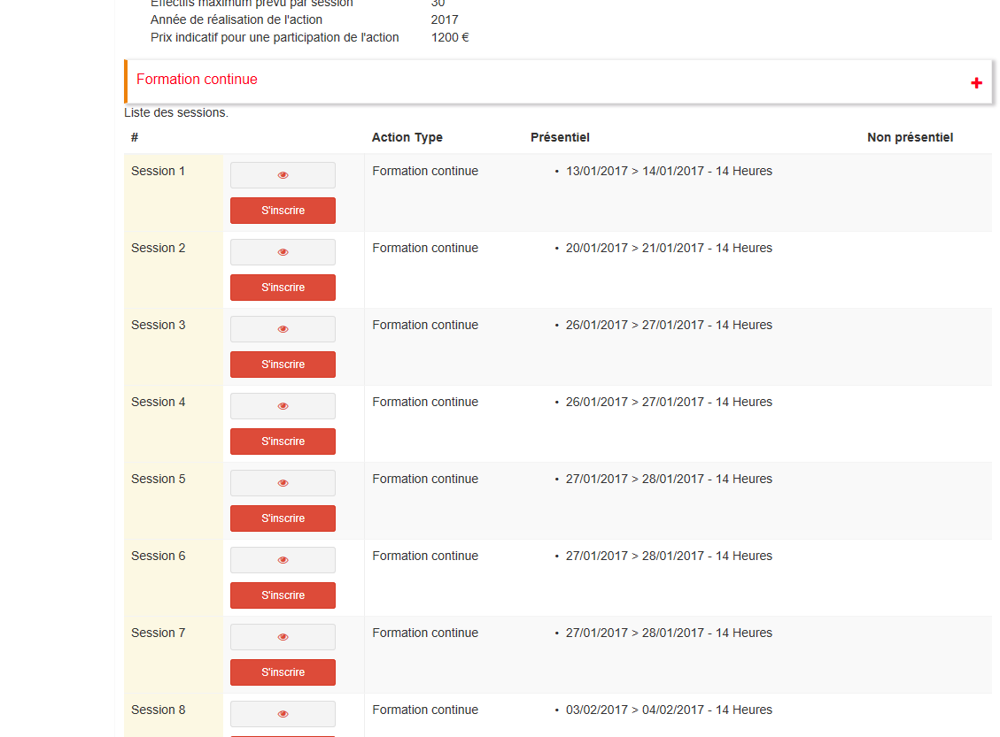 Effectifs maximum prévu par session 30
Année de réalisation de l'action 2017
Prix indicatif pour une participation de l'action 1200 €
Formation continue
Liste des sessions.
# Action Type Présentiel Non présentiel
Session 1 Formation continue • 13/01/2017 > 14/01/2017 - 14 Heures
S'inscrire
Session 2 Formation continue • 20/01/2017 > 21/01/2017 - 14 Heures
S'inscrire
Session 3 Formation continue • 26/01/2017 > 27/01/2017 - 14 Heures
S'inscrire
Session 4 Formation continue • 26/01/2017 > 27/01/2017 - 14 Heures
S'inscrire
Session 5 Formation continue • 27/01/2017 > 28/01/2017 - 14 Heures
S'inscrire
Session 6 Formation continue • 27/01/2017 > 28/01/2017 - 14 Heures
S'inscrire
Session 7 Formation continue • 27/01/2017 > 28/01/2017 - 14 Heures
S'inscrire
Session 8 Formation continue • 03/02/2017 > 04/02/2017 - 14 Heures